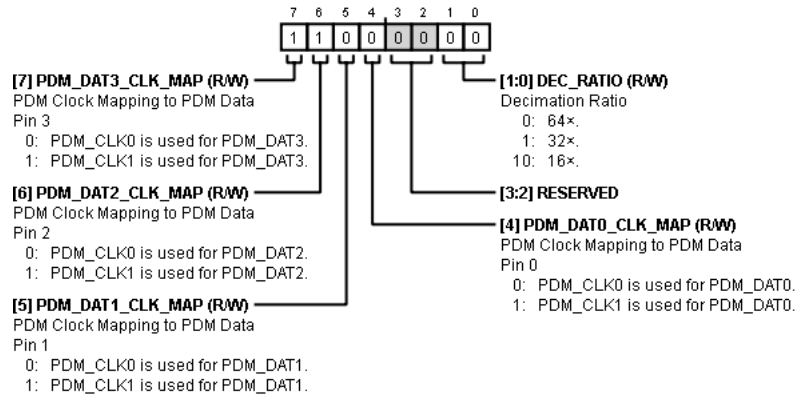 7 6 5 4 3 2 1 0
1 1 0 0 0 0 0 0
[7] PDM_DAT3_CLK_MAP (R/W)
PDM Clock Mapping to PDM Data
Pin 3
0: PDM_CLK0 is used for PDM_DAT3.
1: PDM_CLK1 is used for PDM_DAT3.
[6] PDM_DAT2_CLK_MAP (R/W)
PDM Clock Mapping to PDM Data
Pin 2
0: PDM_CLK0 is used for PDM_DAT2.
1: PDM_CLK1 is used for PDM_DAT2.
[5] PDM_DAT1_CLK_MAP (R/W)
PDM Clock Mapping to PDM Data
Pin 1
0: PDM_CLK0 is used for PDM_DAT1.
1: PDM_CLK1 is used for PDM_DAT1.
[1:0] DEC_RATIO (R/W)
Decimation Ratio
0: 64×.
1: 32×.
10: 16×.
[3:2] RESERVED
[4] PDM_DAT0_CLK_MAP (R/W)
PDM Clock Mapping to PDM Data
Pin 0
0: PDM_CLK0 is used for PDM_DAT0.
1: PDM_CLK1 is used for PDM_DAT0.